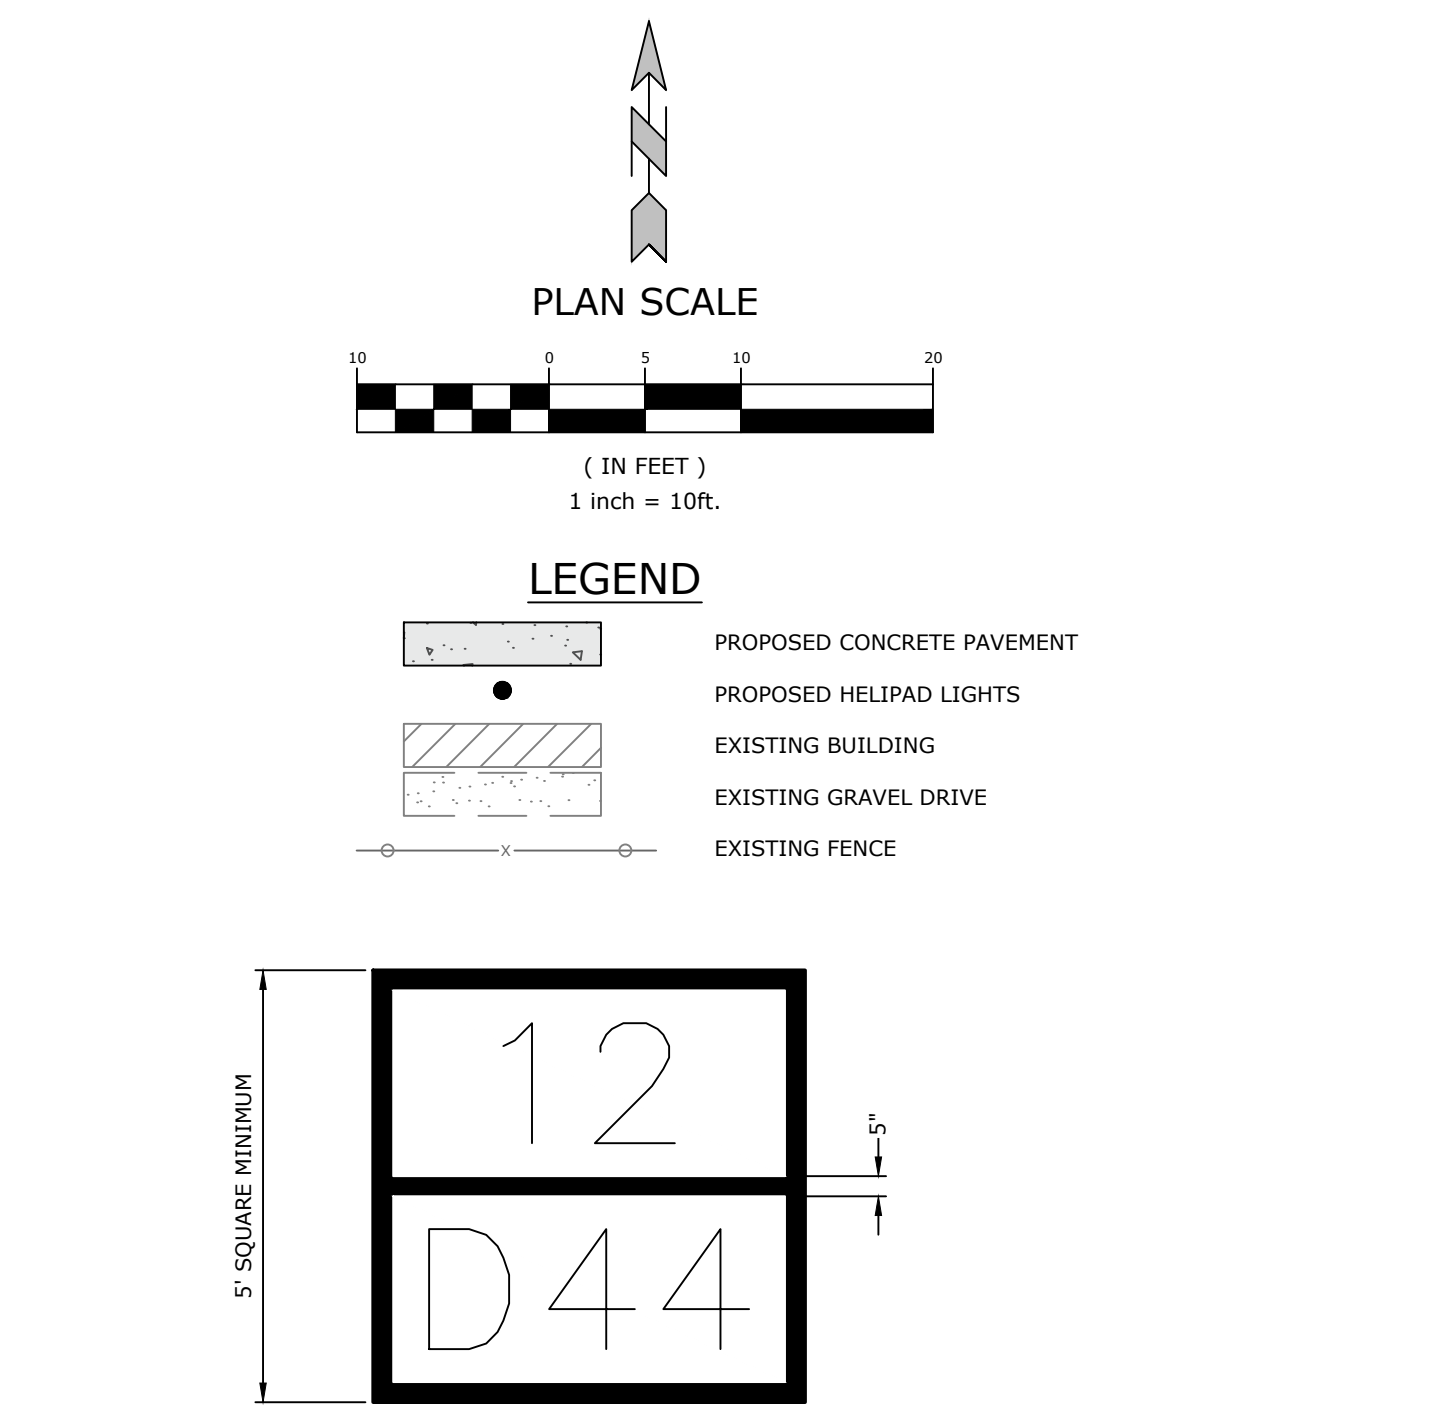 N
PLAN SCALE
10 0 5 10 20
( IN FEET )
1 inch = 10ft.
LEGEND
PROPOSED CONCRETE PAVEMENT
PROPOSED HELIPAD LIGHTS
EXISTING BUILDING
EXISTING GRAVEL DRIVE
X EXISTING FENCE
5' SQUARE MINIMUM
12
5"
D44